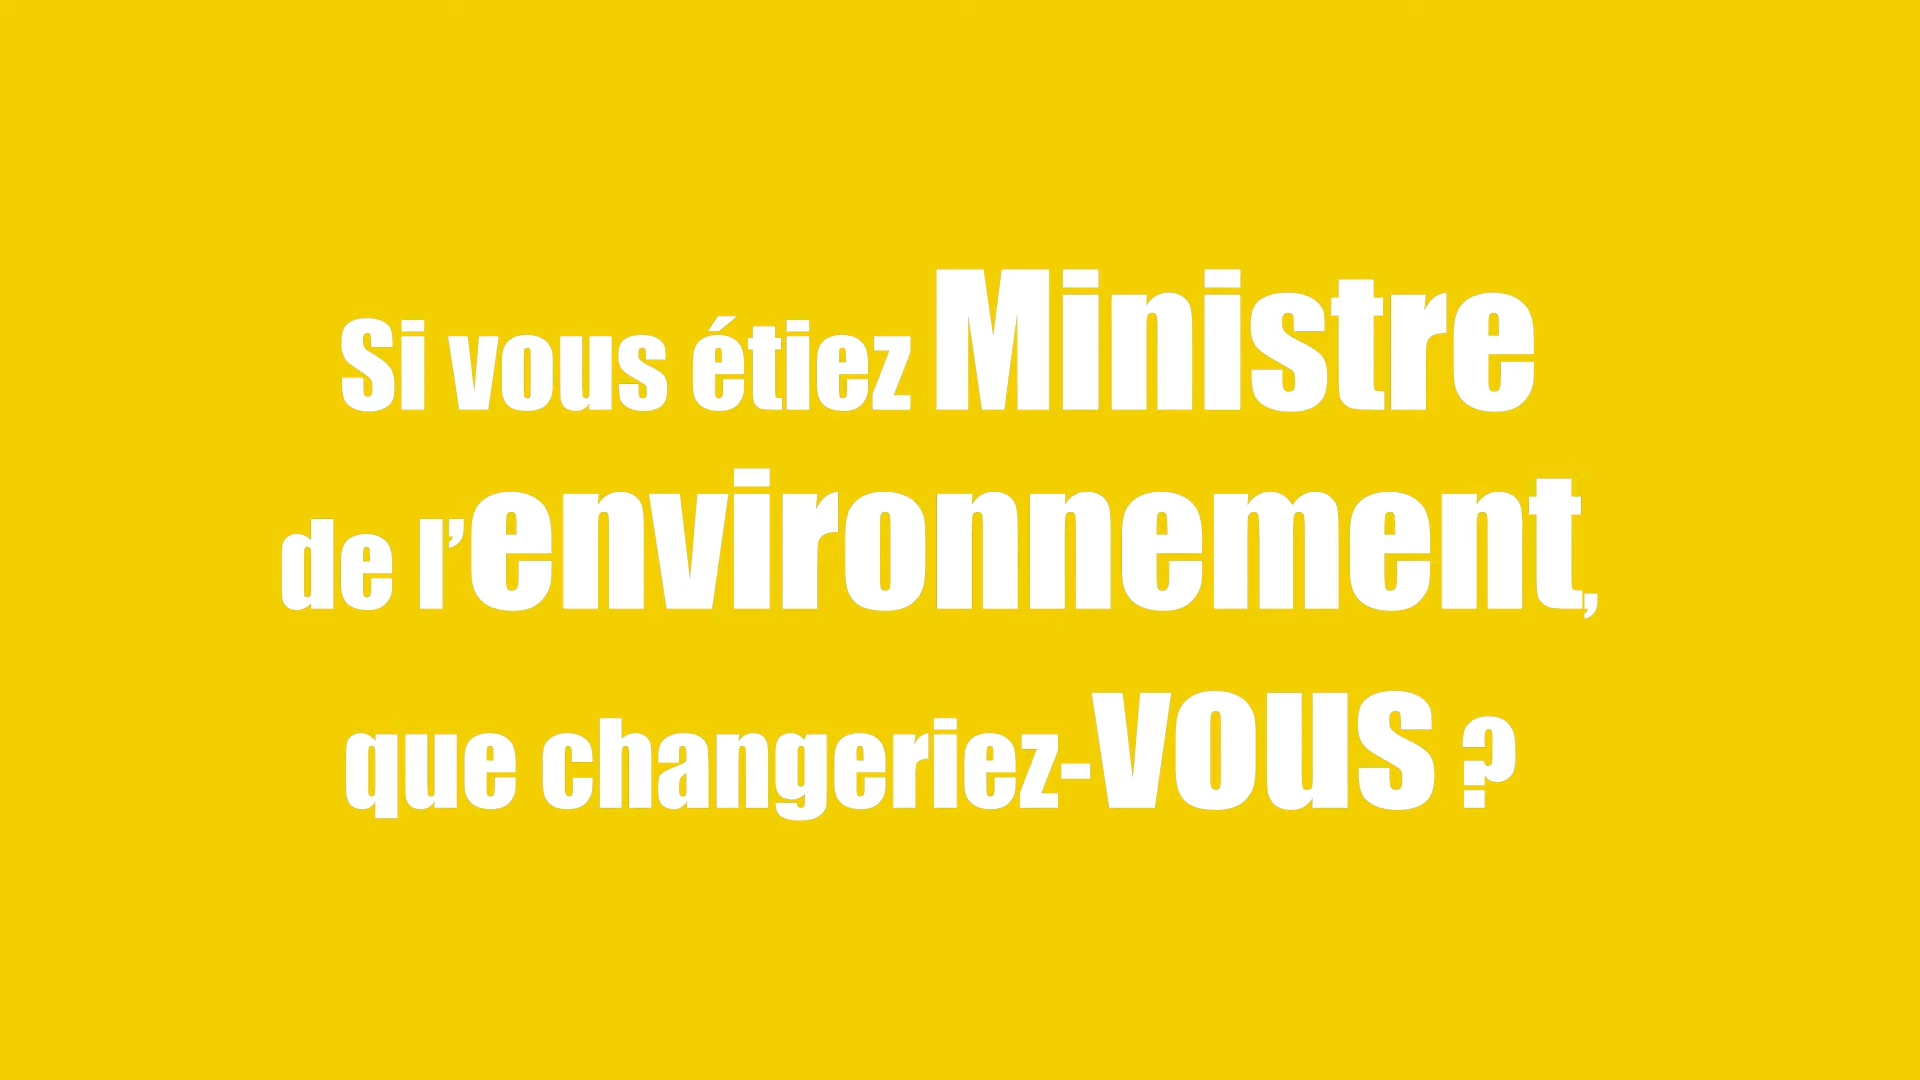 Si vous étiez Ministre
de l’environnement,
que changeriez-vous ?